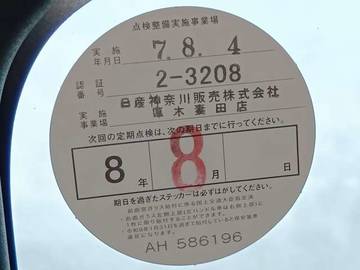 点検整備実施事業場
実施年月日 7. 8. 4
認証番号 2-3208
事業場 日産神奈川販売株式会社
厚木妻田店
次回の定期点検は、次の期日までに行ってください。
8年 8月 日
期日を過ぎたステッカーは必ずはがしてください。
AH 586196